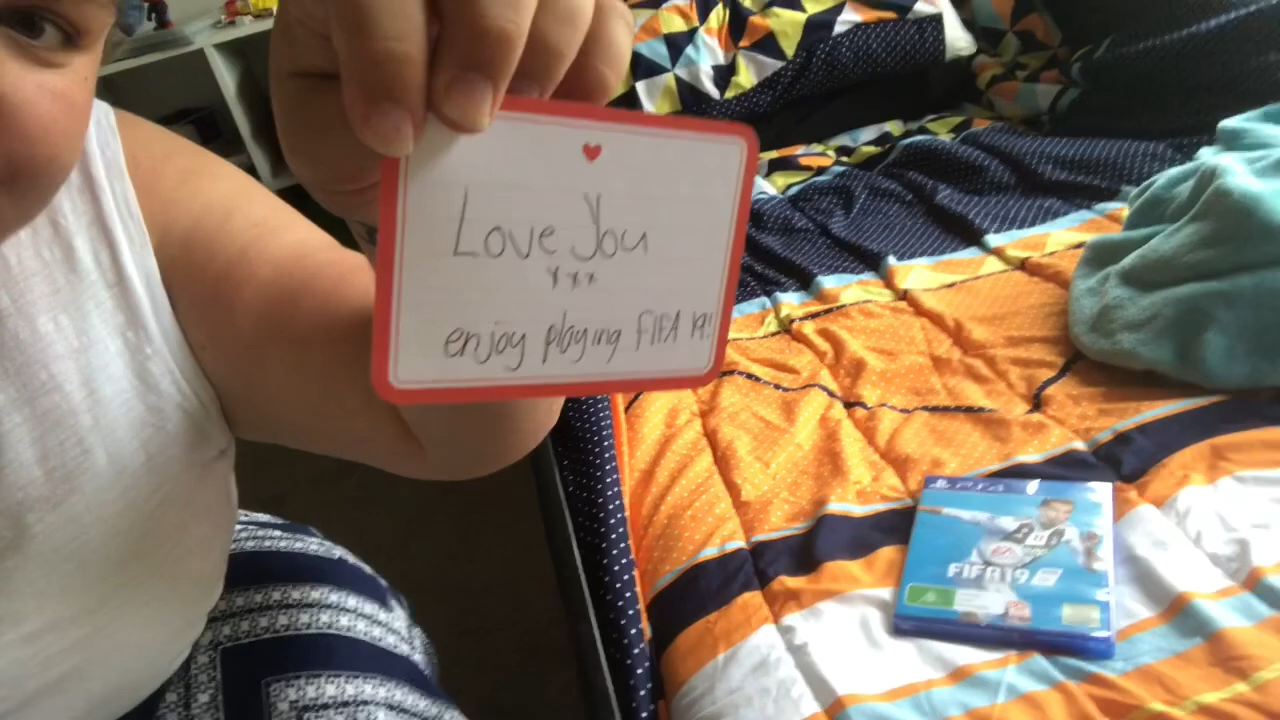 Love You
xxx
enjoy playing FIFA 19!
PS4
FIFA 19